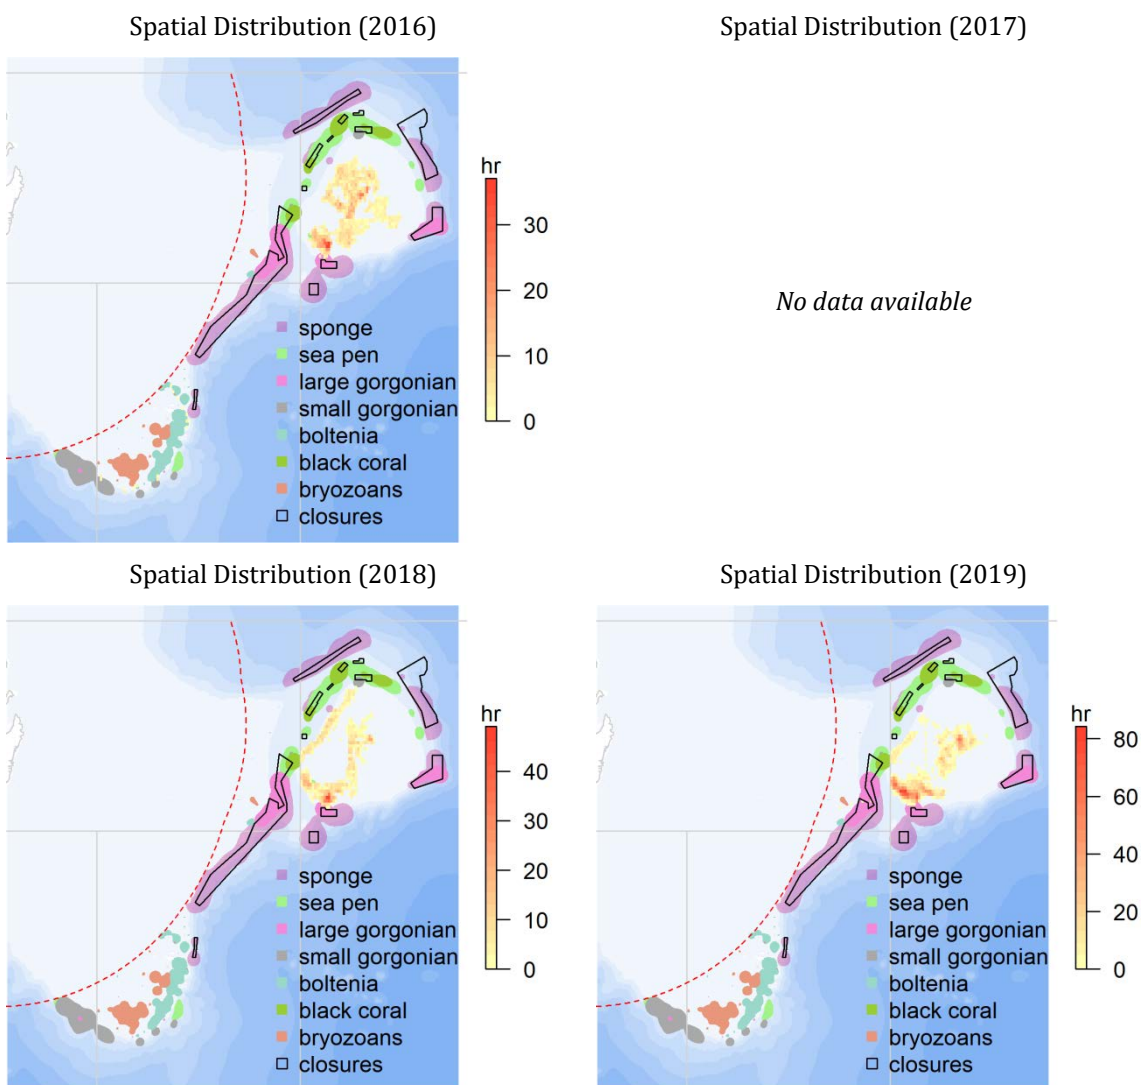 Spatial Distribution (2016)
Spatial Distribution (2017)
hr
30
20
10
0
sponge
sea pen
large gorgonian
small gorgonian
boltenia
black coral
bryozoans
closures
No data available
Spatial Distribution (2018)
Spatial Distribution (2019)
hr
40
30
20
10
0
sponge
sea pen
large gorgonian
small gorgonian
boltenia
black coral
bryozoans
closures
hr
80
60
40
20
0
sponge
sea pen
large gorgonian
small gorgonian
boltenia
black coral
bryozoans
closures